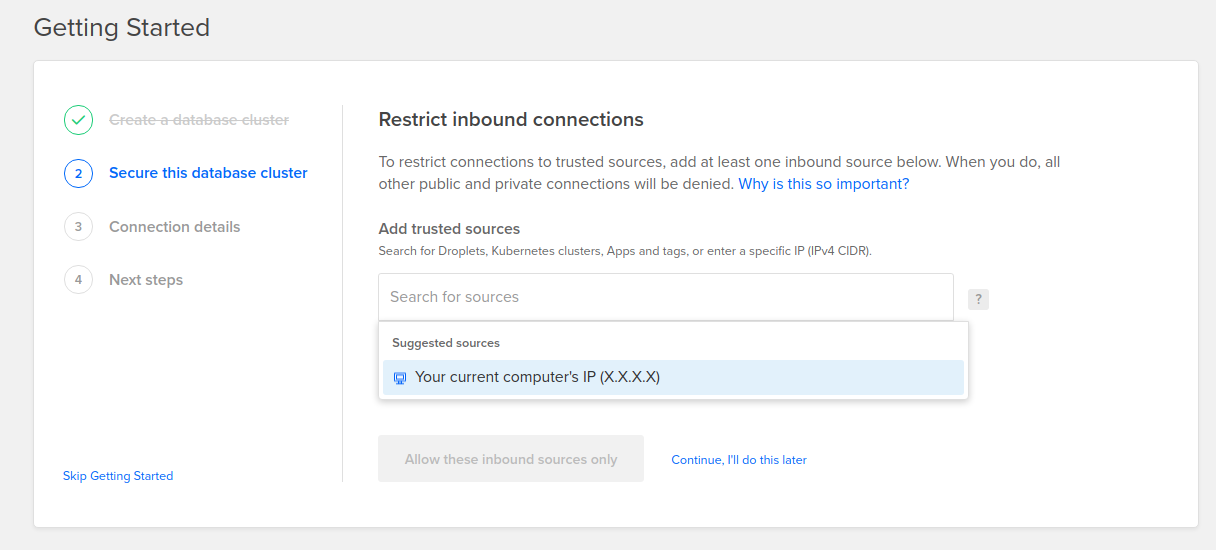 Getting Started
Create a database cluster
2
Secure this database cluster
3
Connection details
4
Next steps
Skip Getting Started
Restrict inbound connections
To restrict connections to trusted sources, add at least one inbound source below. When you do, all
other public and private connections will be denied. Why is this so important?
Add trusted sources
Search for Droplets, Kubernetes clusters, Apps and tags, or enter a specific IP (IPv4 CIDR).
Search for sources
?
Suggested sources
Your current computer's IP (X.X.X.X)
Allow these inbound sources only
Continue, I'll do this later